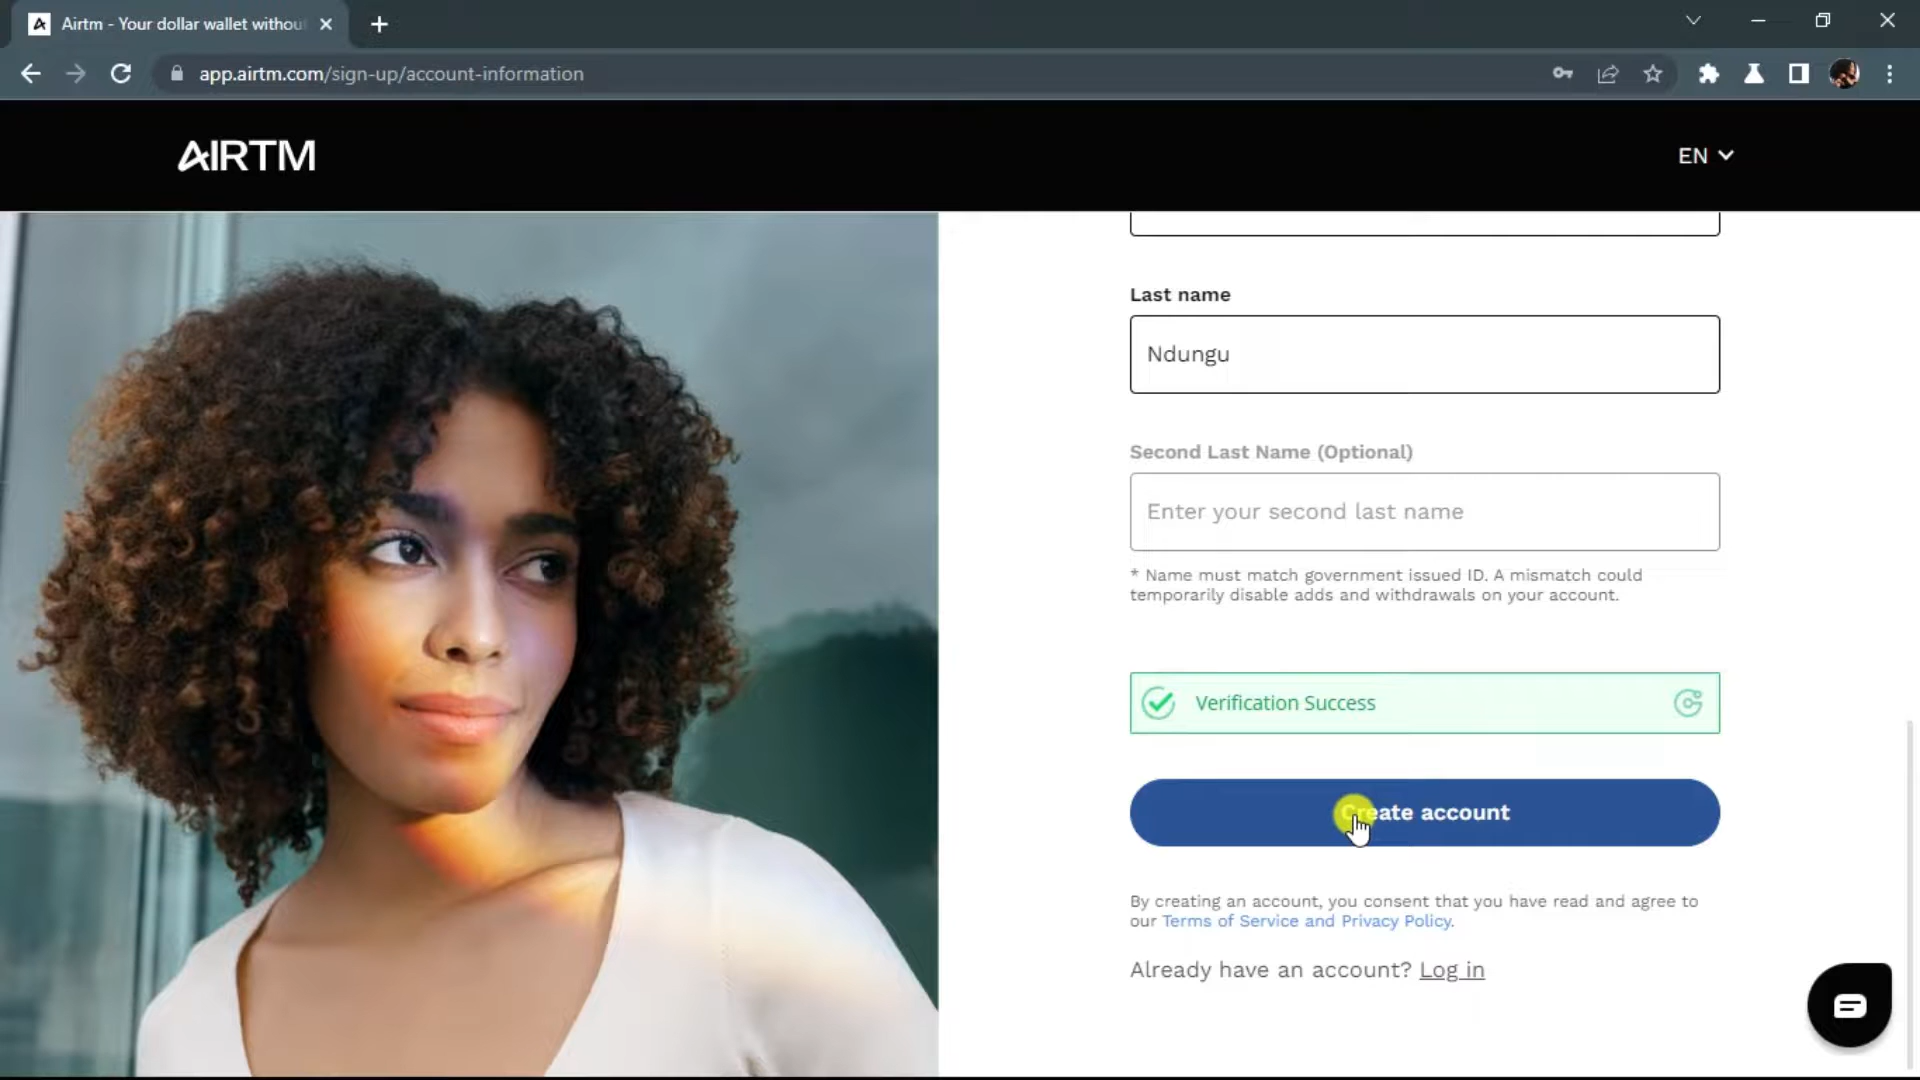 Airtm - Your dollar wallet withou
app.airtm.com/sign-up/account-information
AIRTM
EN
Last name
Ndungu
Second Last Name (Optional)
Enter your second last name
* Name must match government issued ID. A mismatch could
temporarily disable adds and withdrawals on your account.
Verification Success
Create account
By creating an account, you consent that you have read and agree to
our Terms of Service and Privacy Policy.
Already have an account? Log in